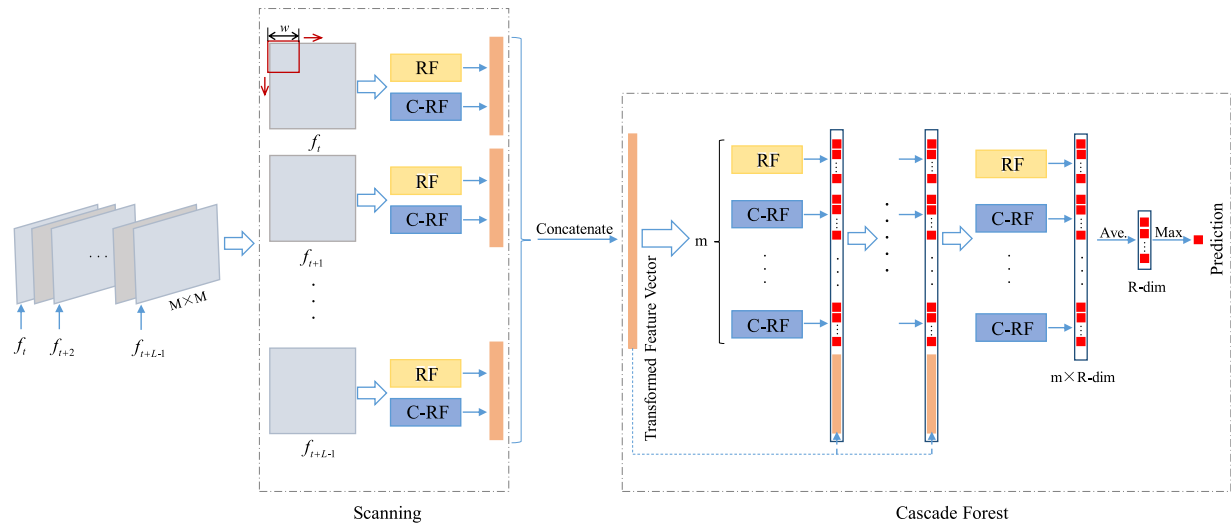 f_t
f_{t+2}
f_{t+L-1}
. . .
M×M
w
RF
C-RF
f_t
RF
C-RF
f_{t+1}
RF
C-RF
f_{t+L-1}
Scanning
Concatenate
Transformed Feature Vector
m
RF
C-RF
C-RF
RF
C-RF
C-RF
m×R-dim
Ave.
R-dim
Max
Prediction
Cascade Forest